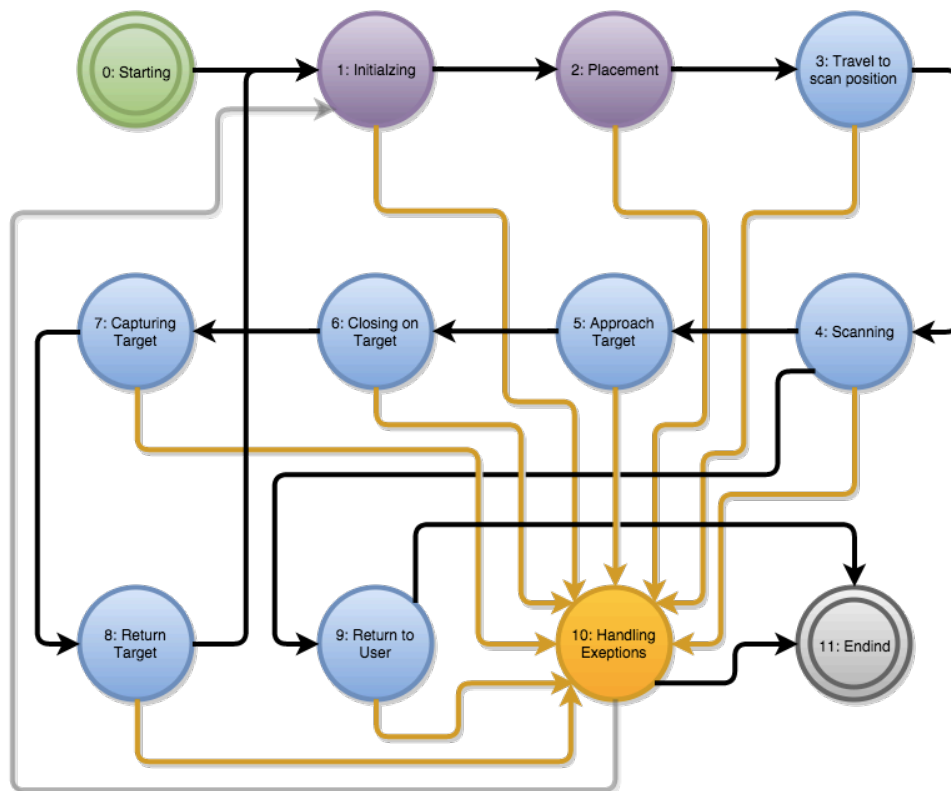 0: Starting
1: Initialzing
2: Placement
3: Travel to
scan position
7: Capturing
Target
6: Closing on
Target
5: Approach
Target
4: Scanning
8: Return
Target
9: Return to
User
10: Handling
Exeptions
11: Endind